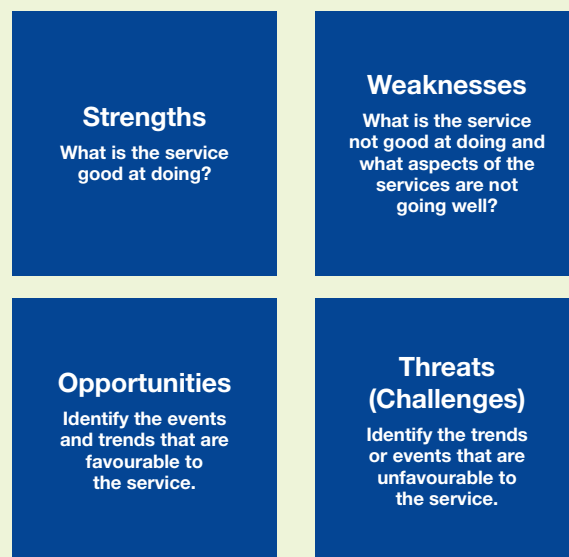 Strengths
What is the service
good at doing?
Weaknesses
What is the service
not good at doing and
what aspects of the
services are not
going well?
Opportunities
Identify the events
and trends that are
favourable to
the service.
Threats
(Challenges)
Identify the trends
or events that are
unfavourable to
the service.